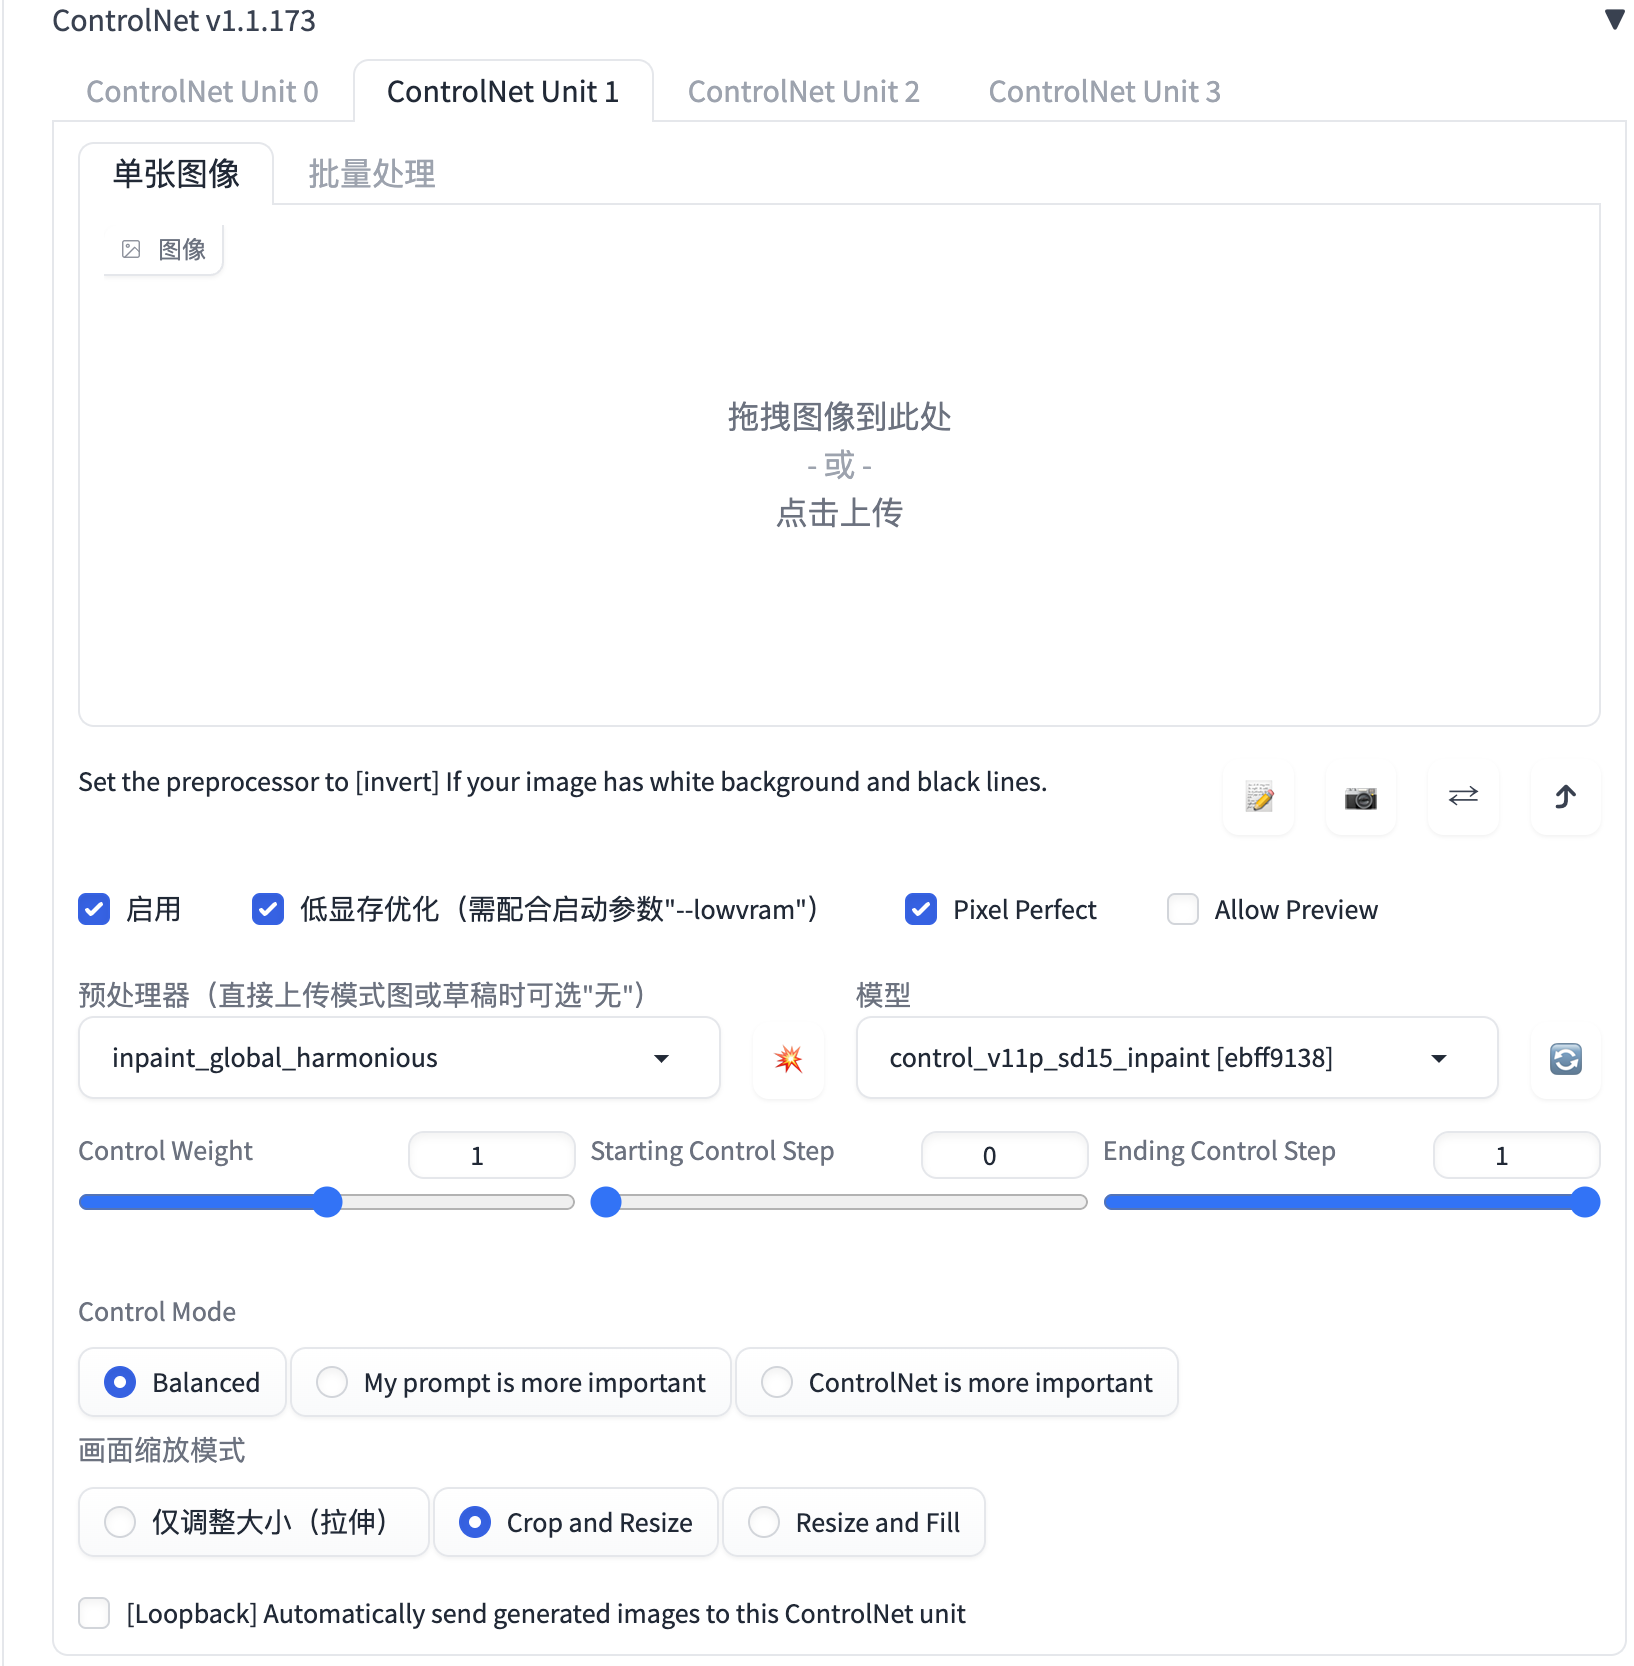 ControlNet v1.1.173
ControlNet Unit 0 ControlNet Unit 1 ControlNet Unit 2 ControlNet Unit 3
单张图像 批量处理
图像
拖拽图像到此处
- 或 -
点击上传
Set the preprocessor to [invert] If your image has white background and black lines.
启用 低显存优化（需配合启动参数"--lowvram"） Pixel Perfect Allow Preview
预处理器（直接上传模式图或草稿时可选"无"） 模型
inpaint_global_harmonious control_v11p_sd15_inpaint [ebff9138]
Control Weight 1 Starting Control Step 0 Ending Control Step 1
Control Mode
Balanced My prompt is more important ControlNet is more important
画面缩放模式
仅调整大小（拉伸） Crop and Resize Resize and Fill
[Loopback] Automatically send generated images to this ControlNet unit